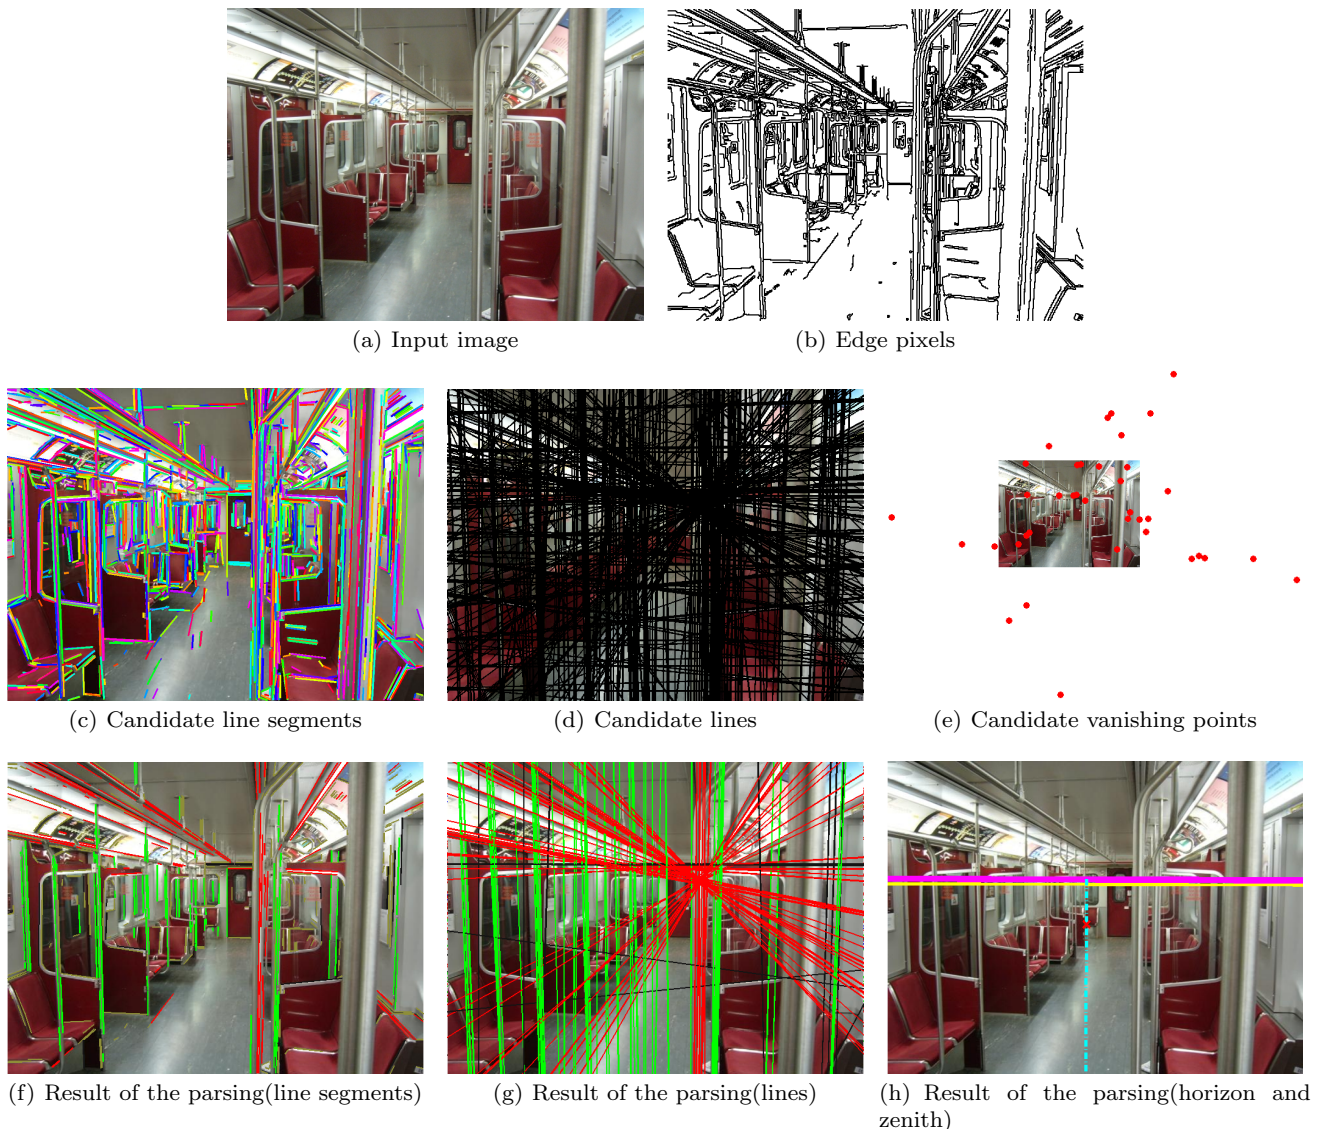 (a) Input image
(b) Edge pixels
(c) Candidate line segments
(d) Candidate lines
(e) Candidate vanishing points
(f) Result of the parsing(line segments)
(g) Result of the parsing(lines)
(h) Result of the parsing(horizon and
zenith)